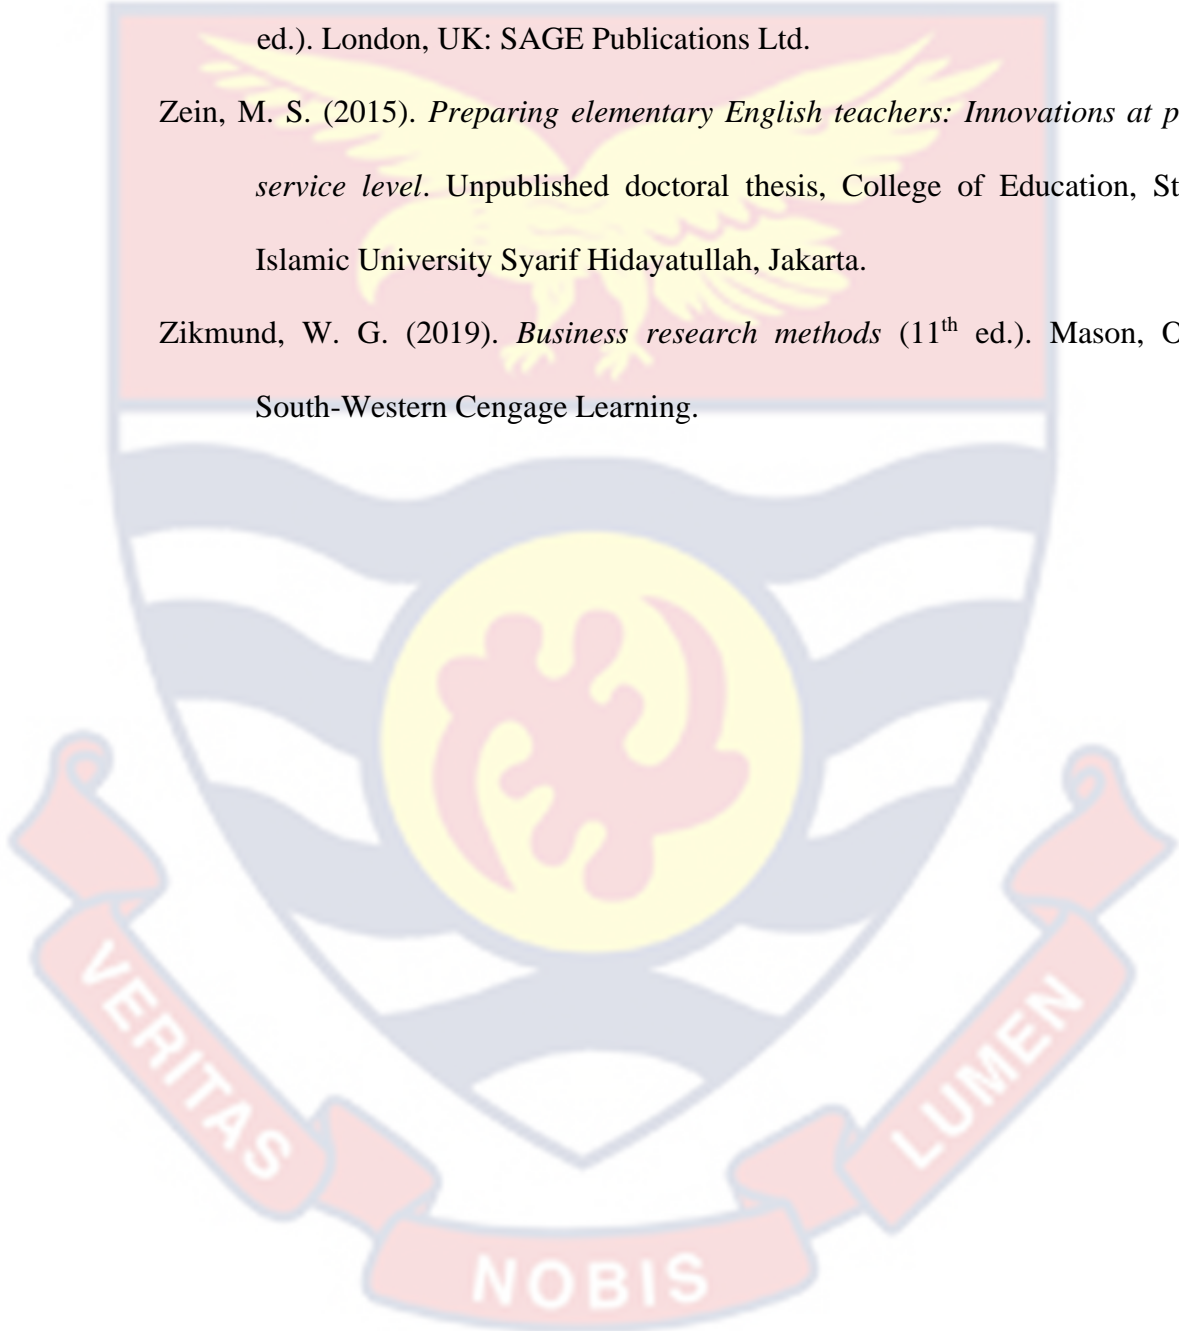 ed.). London, UK: SAGE Publications Ltd.
Zein, M. S. (2015). Preparing elementary English teachers: Innovations at p
service level. Unpublished doctoral thesis, College of Education, St
Islamic University Syarif Hidayatullah, Jakarta.
Zikmund, W. G. (2019). Business research methods (11th ed.). Mason, O
South-Western Cengage Learning.
VERITAS
NOBIS
LUMEN